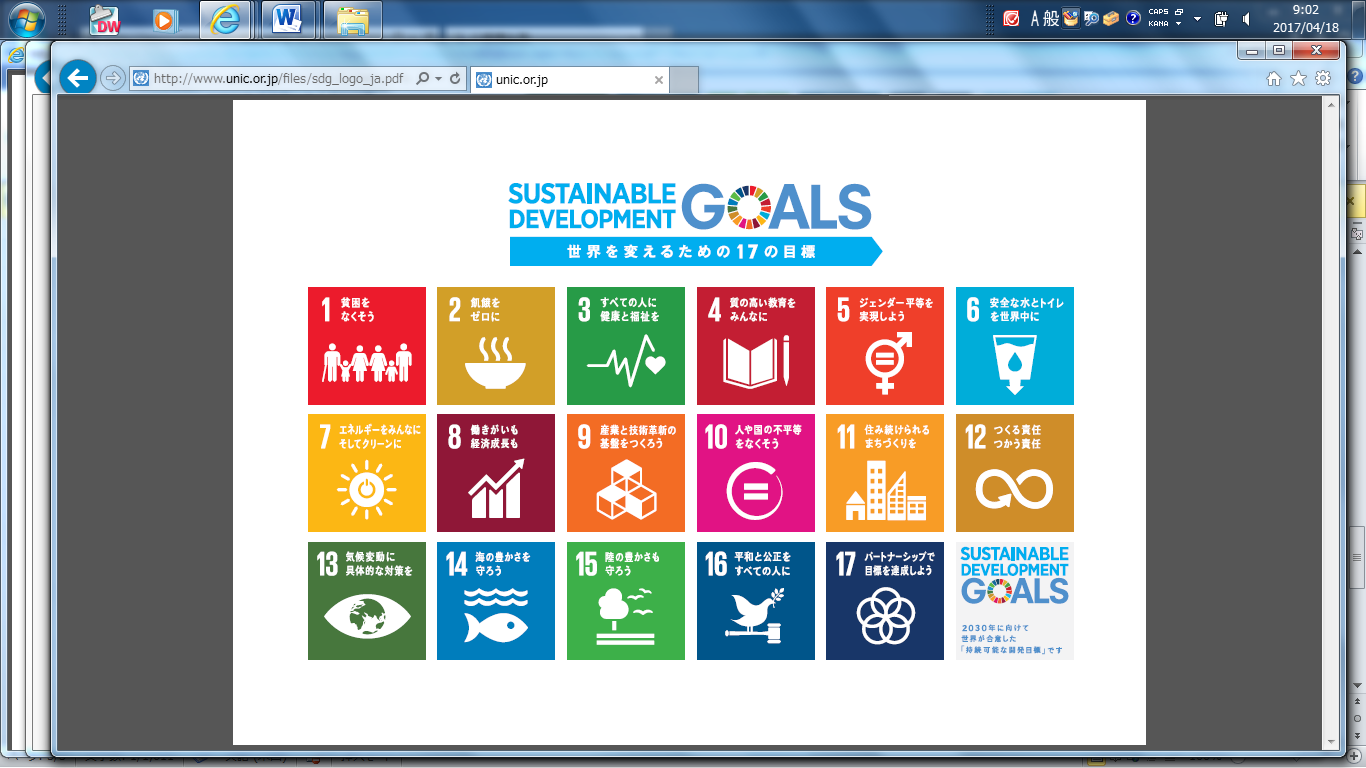 DW
W
A 般
CAPS
KANA
9:02
2017/04/18
http://www.unic.or.jp/files/sdg_logo_ja.pdf
unic.or.jp
SUSTAINABLE
DEVELOPMENT
GOALS
世界を変えるための17の目標
1 貧困を
なくそう
2 飢餓を
ゼロに
3 すべての人に
健康と福祉を
4 質の高い教育を
みんなに
5 ジェンダー平等を
実現しよう
6 安全な水とトイレ
を世界中に
7 エネルギーをみんなに
そしてクリーンに
8 働きがいも
経済成長も
9 産業と技術革新の
基盤をつくろう
10 人や国の不平等
をなくそう
11 住み続けられる
まちづくりを
12 つくる責任
つかう責任
13 気候変動に
具体的な対策を
14 海の豊かさを
守ろう
15 陸の豊かさも
守ろう
16 平和と公正を
すべての人に
17 パートナーシップで
目標を達成しよう
SUSTAINABLE
DEVELOPMENT
GOALS
2030年に向けて
世界が合意した
「持続可能な開発目標」です